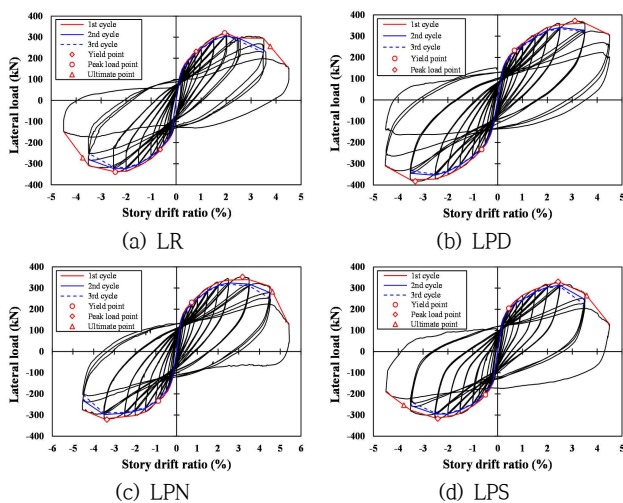 Lateral load (kN)
400
300
200
100
0
-100
-200
-300
-400
1st cycle
2nd cycle
3rd cycle
Yield point
Peak load point
Ultimate point
-5 -4 -3 -2 -1 0 1 2 3 4 5
Story drift ratio (%)
(a) LR
Lateral load (kN)
400
300
200
100
0
-100
-200
-300
-400
1st cycle
2nd cycle
3rd cycle
Yield point
Peak load point
-5 -4 -3 -2 -1 0 1 2 3 4 5
Story drift ratio (%)
(b) LPD
Lateral load (kN)
400
300
200
100
0
-100
-200
-300
-400
1st cycle
2nd cycle
3rd cycle
Yield point
Peak load point
Ultimate point
-6 -5 -4 -3 -2 -1 0 1 2 3 4 5 6
Story drift ratio (%)
(c) LPN
Lateral load (kN)
400
300
200
100
0
-100
-200
-300
-400
1st cycle
2nd cycle
3rd cycle
Yield point
Peak load point
Ultimate point
-5 -4 -3 -2 -1 0 1 2 3 4 5
Story drift ratio (%)
(d) LPS